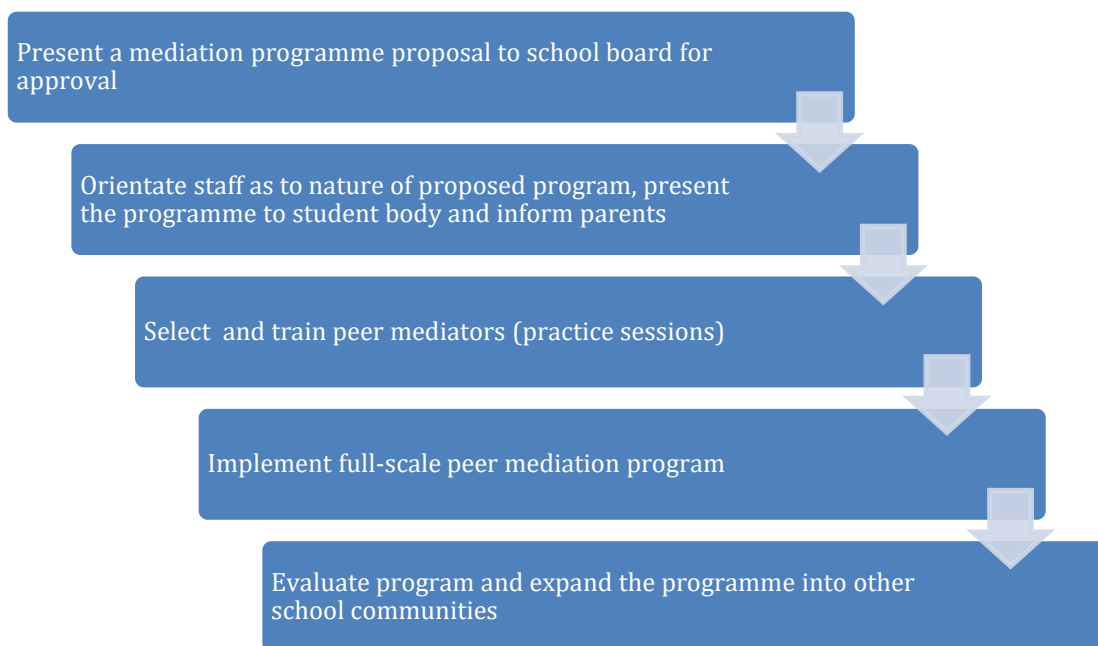 Present a mediation programme proposal to school board for
approval
Orientate staff as to nature of proposed program, present
the programme to student body and inform parents
Select  and train peer mediators (practice sessions)
Implement full-scale peer mediation program
Evaluate program and expand the programme into other
school communities